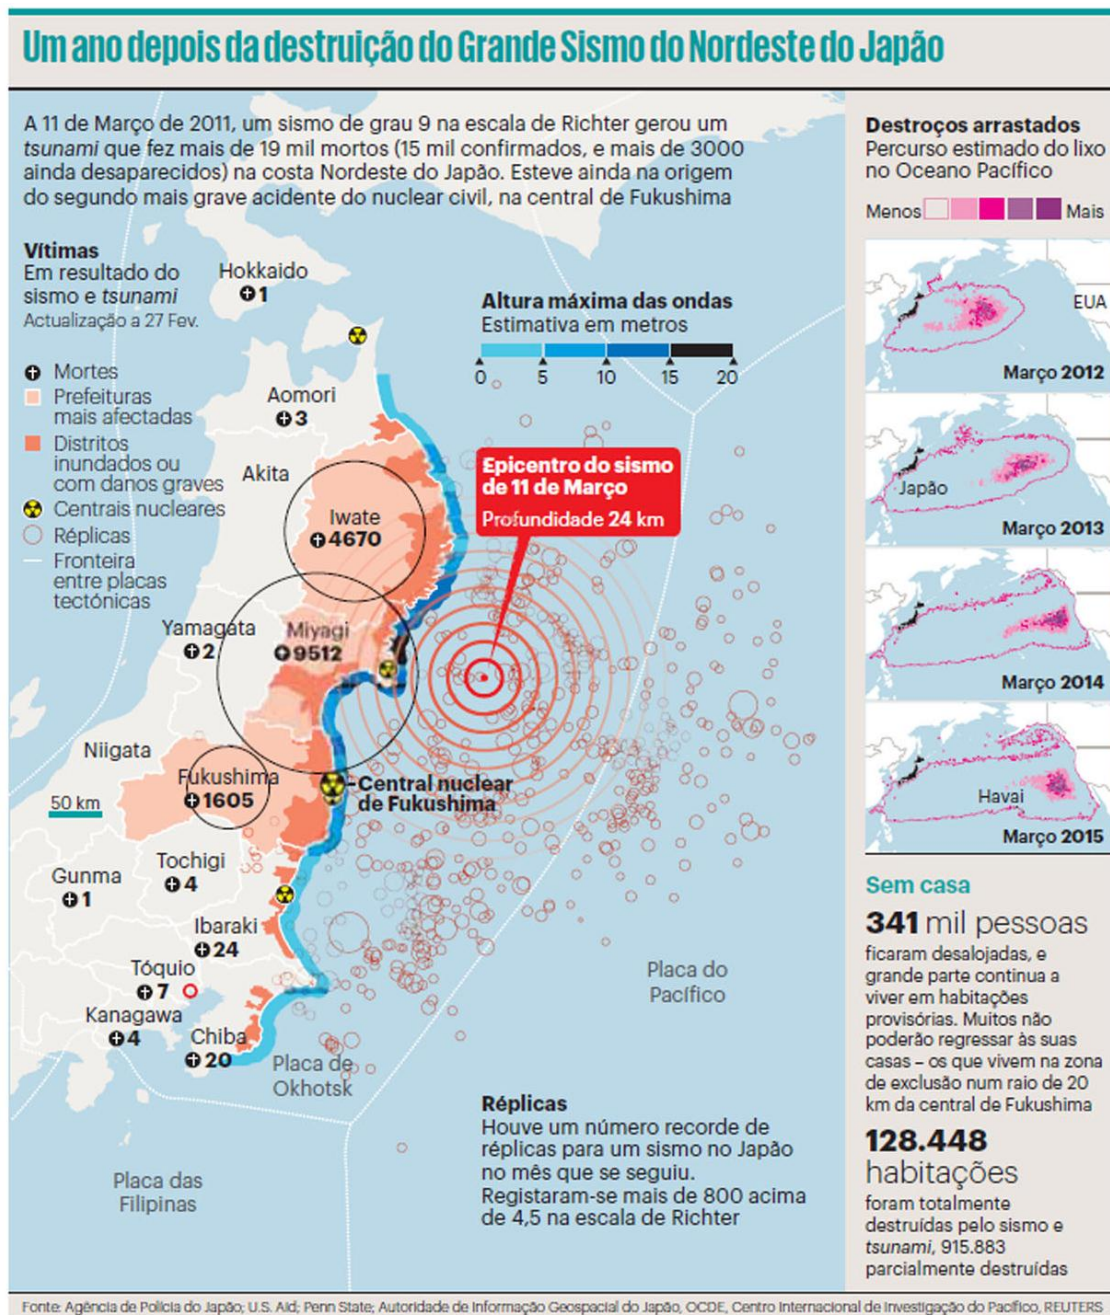 Um ano depois da destruição do Grande Sismo do Nordeste do Japão
A 11 de Março de 2011, um sismo de grau 9 na escala de Richter gerou um
tsunami que fez mais de 19 mil mortos (15 mil confirmados, e mais de 3000
ainda desaparecidos) na costa Nordeste do Japão. Esteve ainda na origem
do segundo mais grave acidente do nuclear civil, na central de Fukushima
Vítimas
Em resultado do
sismo e tsunami
Actualização a 27 Fev.
Mortes
Prefeituras
mais afectadas
Distritos
inundados ou
com danos graves
Centrais nucleares
Réplicas
Fronteira
entre placas
tectónicas
Hokkaido
1
Aomori
3
Akita
Iwate
4670
Yamagata
2
Miyagi
9512
Niigata
Fukushima
1605
50 km
Central nuclear
de Fukushima
Tochigi
4
Gunma
1
Ibaraki
24
Tóquio
7
Kanagawa
4
Chiba
20
Altura máxima das ondas
Estimativa em metros
0 5 10 15 20
Epicentro do sismo
de 11 de Março
Profundidade 24 km
Placa do
Pacífico
Placa de
Okhotsk
Placa das
Filipinas
Réplicas
Houve um número recorde de
réplicas para um sismo no Japão
no mês que se seguiu.
Registaram-se mais de 800 acima
de 4,5 na escala de Richter
Destroços arrastados
Percurso estimado do lixo
no Oceano Pacífico
Menos Mais
EUA
Março 2012
Japão
Março 2013
Março 2014
Havai
Março 2015
Sem casa
341 mil pessoas
ficaram desalojadas, e
grande parte continua a
viver em habitações
provisórias. Muitos não
poderão regressar às suas
casas – os que vivem na zona
de exclusão num raio de 20
km da central de Fukushima
128.448
habitações
foram totalmente
destruídas pelo sismo e
tsunami, 915.883
parcialmente destruídas
Fonte: Agência de Polícia do Japão; U.S. Aid; Penn State; Autoridade de Informação Geospacial do Japão, OCDE, Centro Internacional de Investigação do Pacífico, REUTERS